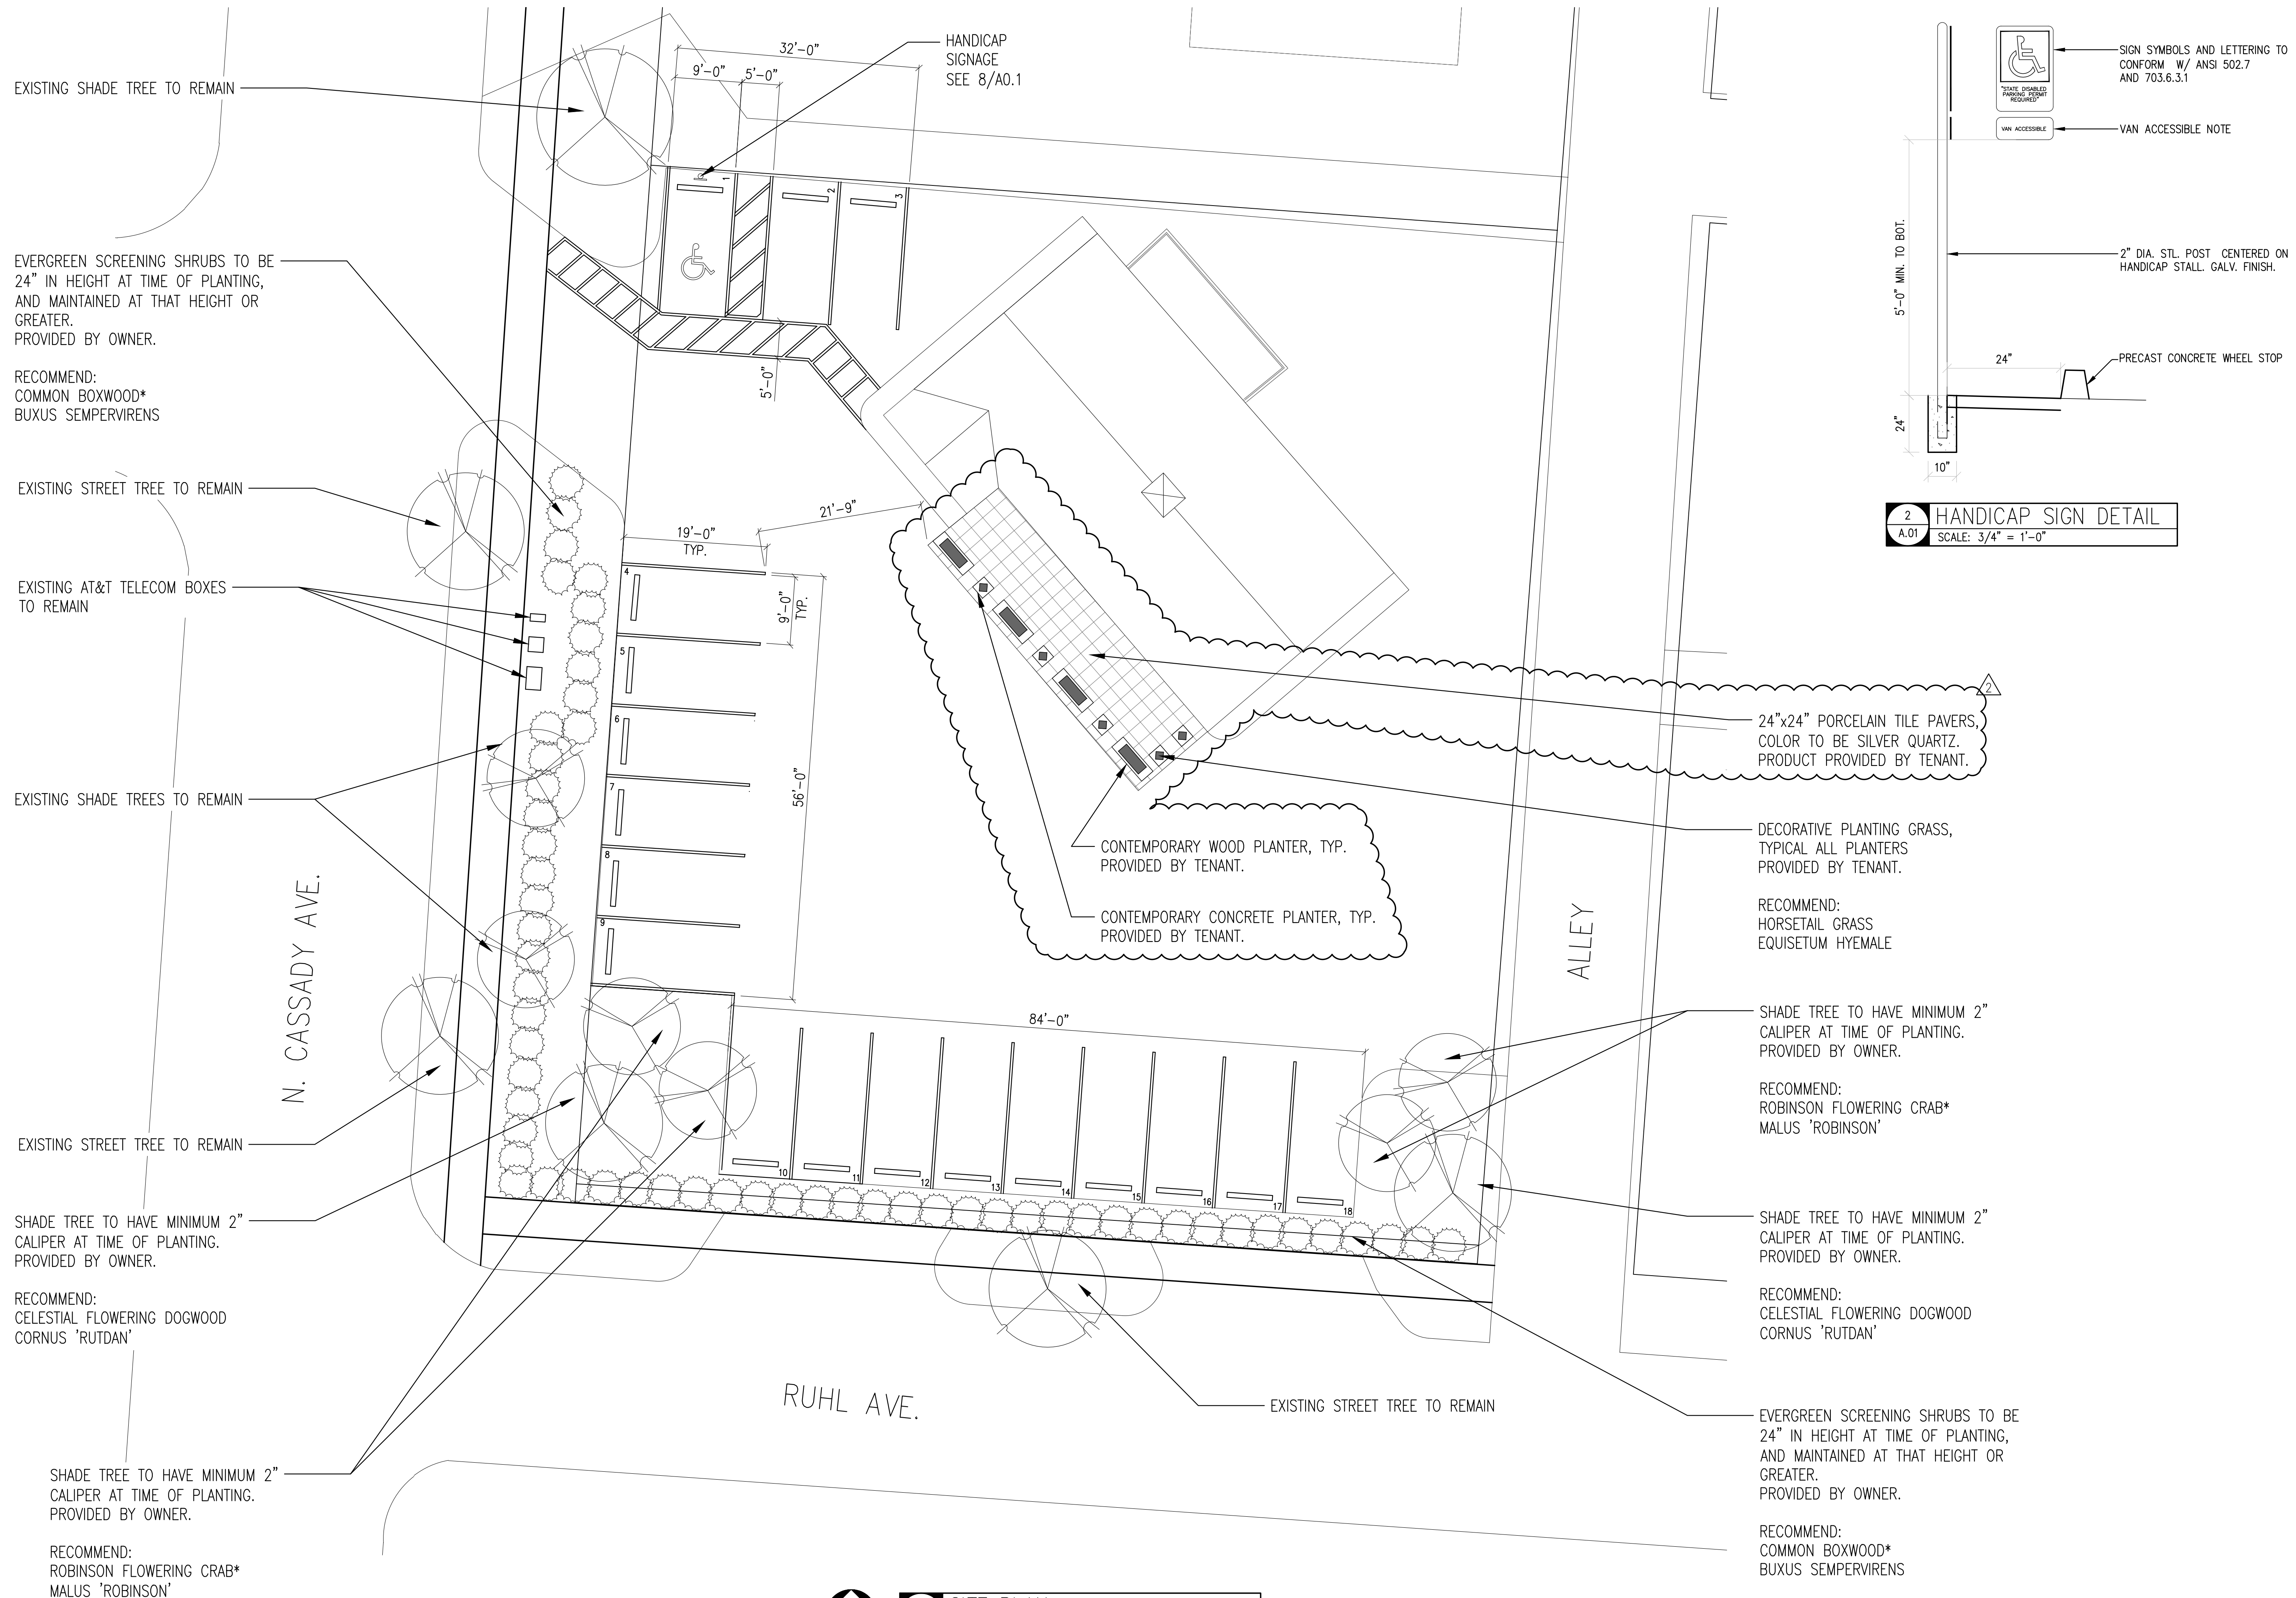 EXISTING SHADE TREE TO REMAIN
EVERGREEN SCREENING SHRUBS TO BE
24" IN HEIGHT AT TIME OF PLANTING,
AND MAINTAINED AT THAT HEIGHT OR
GREATER.
PROVIDED BY OWNER.
RECOMMEND:
COMMON BOXWOOD*
BUXUS SEMPERVIRENS
EXISTING STREET TREE TO REMAIN
EXISTING AT&T TELECOM BOXES
TO REMAIN
EXISTING SHADE TREES TO REMAIN
N. CASSADY AVE.
EXISTING STREET TREE TO REMAIN
SHADE TREE TO HAVE MINIMUM 2"
CALIPER AT TIME OF PLANTING.
PROVIDED BY OWNER.
RECOMMEND:
CELESTIAL FLOWERING DOGWOOD
CORNUS 'RUTDAN'
SHADE TREE TO HAVE MINIMUM 2"
CALIPER AT TIME OF PLANTING.
PROVIDED BY OWNER.
RECOMMEND:
ROBINSON FLOWERING CRAB*
MALUS 'ROBINSON'
32'-0"
9'-0"
5'-0"
HANDICAP
SIGNAGE
SEE 8/A0.1
1
2
3
5'-0"
21'-9"
19'-0"
TYP.
9'-0"
TYP.
56'-0"
4
5
6
7
8
9
84'-0"
10
11
12
13
14
15
16
17
18
CONTEMPORARY WOOD PLANTER, TYP.
PROVIDED BY TENANT.
CONTEMPORARY CONCRETE PLANTER, TYP.
PROVIDED BY TENANT.
ALLEY
RUHL AVE.
EXISTING STREET TREE TO REMAIN
2
24"x24" PORCELAIN TILE PAVERS,
COLOR TO BE SILVER QUARTZ.
PRODUCT PROVIDED BY TENANT.
DECORATIVE PLANTING GRASS,
TYPICAL ALL PLANTERS
PROVIDED BY TENANT.
RECOMMEND:
HORSETAIL GRASS
EQUISETUM HYEMALE
SHADE TREE TO HAVE MINIMUM 2"
CALIPER AT TIME OF PLANTING.
PROVIDED BY OWNER.
RECOMMEND:
ROBINSON FLOWERING CRAB*
MALUS 'ROBINSON'
SHADE TREE TO HAVE MINIMUM 2"
CALIPER AT TIME OF PLANTING.
PROVIDED BY OWNER.
RECOMMEND:
CELESTIAL FLOWERING DOGWOOD
CORNUS 'RUTDAN'
EVERGREEN SCREENING SHRUBS TO BE
24" IN HEIGHT AT TIME OF PLANTING,
AND MAINTAINED AT THAT HEIGHT OR
GREATER.
PROVIDED BY OWNER.
RECOMMEND:
COMMON BOXWOOD*
BUXUS SEMPERVIRENS
"STATE DISABLED
PARKING PERMIT
REQUIRED"
VAN ACCESSIBLE
SIGN SYMBOLS AND LETTERING TO
CONFORM W/ ANSI 502.7
AND 703.6.3.1
VAN ACCESSIBLE NOTE
2" DIA. STL. POST CENTERED ON
HANDICAP STALL. GALV. FINISH.
PRECAST CONCRETE WHEEL STOP
5'-0" MIN. TO BOT.
24"
24"
10"
2
A.01
HANDICAP SIGN DETAIL
SCALE: 3/4" = 1'-0"